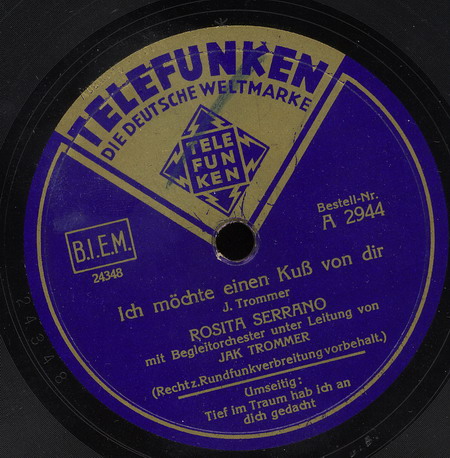 TELEFUNKEN
DIE DEUTSCHE WELTMARKE
TELE
FUN
KEN
Bestell-Nr.
A 2944
B.I.E.M.
24348
Ich möchte einen Kuß von dir
J. Trommer
ROSITA SERRANO
mit Begleitorchester unter Leitung von
JAK TROMMER
(Recht z. Rundfunkverbreitung vorbehalt.)
Umseitig:
Tief im Traum hab ich an
dich gedacht
24348